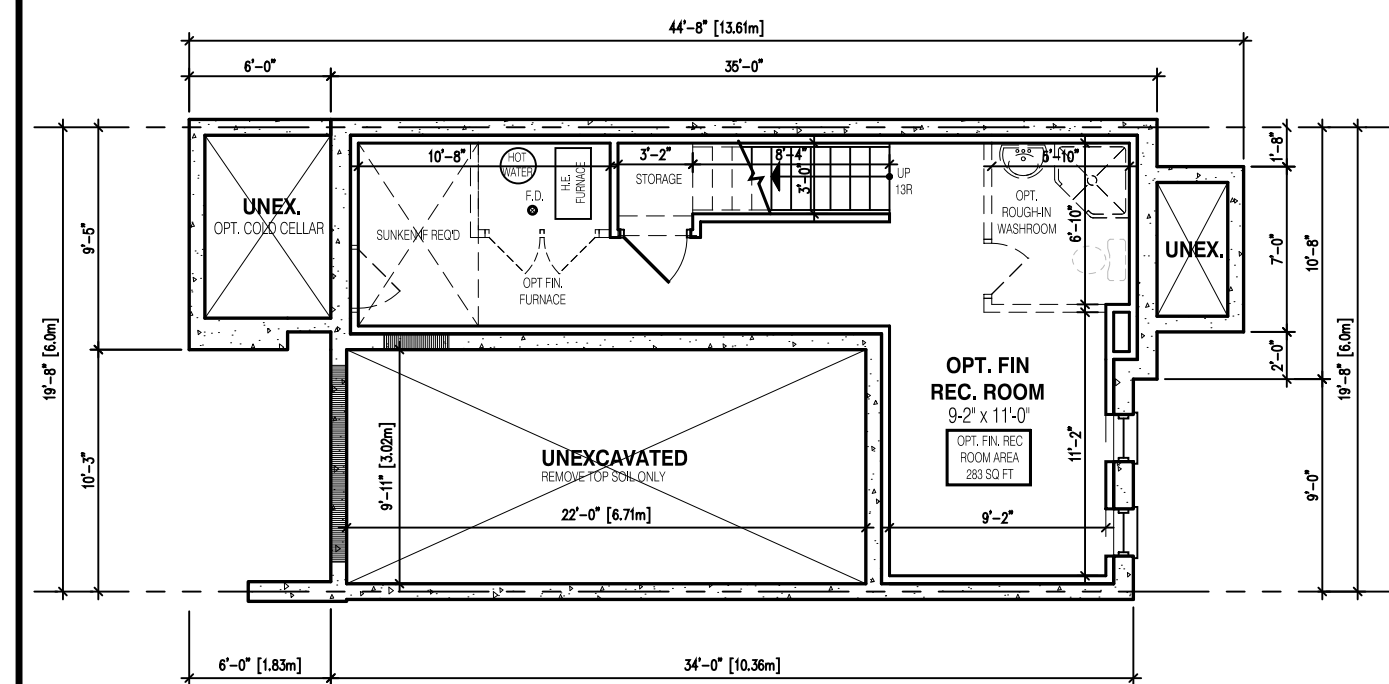 44'-8" [13.61m]
6'-0"
35'-0"
10'-8"
HOT
WATER
F.D.
H.E.
FURNACE
3'-2"
STORAGE
8'-4"
3'-0"
UP
13R
OPT.
ROUGH-IN
WASHROOM
6'-10"
1'-8"
UNEX.
OPT. COLD CELLAR
SUNKEN IF REQ'D
OPT FIN.
FURNACE
UNEX.
7'-0"
10'-8"
9'-5"
19'-8" [6.0m]
10'-3"
2'-0"
19'-8" [6.0m]
9'-0"
OPT. FIN
REC. ROOM
9-2" x 11'-0"
OPT. FIN. REC
ROOM AREA
283 SQ FT
11'-2"
9'-2"
UNEXCAVATED
REMOVE TOP SOIL ONLY
9'-11" [3.02m]
22'-0" [6.71m]
6'-0" [1.83m]
34'-0" [10.36m]